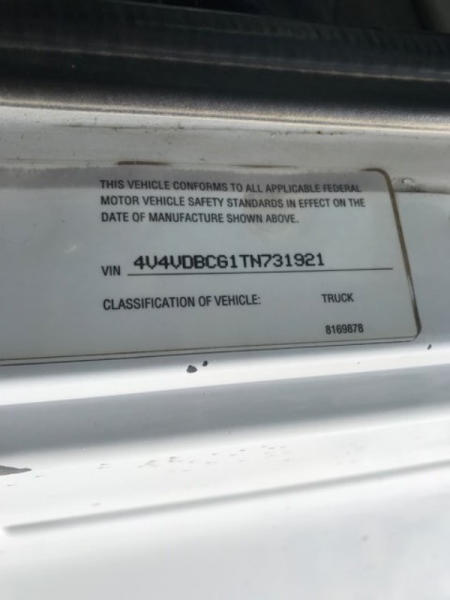 THIS VEHICLE CONFORMS TO ALL APPLICABLE FEDERAL
MOTOR VEHICLE SAFETY STANDARDS IN EFFECT ON THE
DATE OF MANUFACTURE SHOWN ABOVE.
VIN 4V4VDBCG1TN731921
CLASSIFICATION OF VEHICLE: TRUCK
8169878